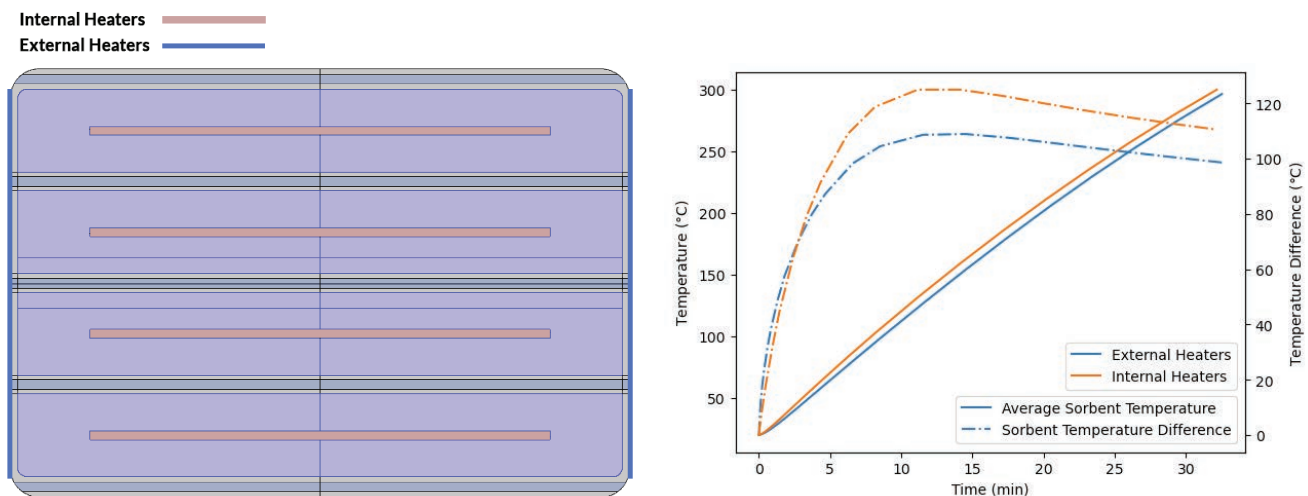 Internal Heaters
External Heaters
300
250
200
150
100
50
Temperature (°C)
120
100
80
60
40
20
0
Temperature Difference (°C)
External Heaters
Internal Heaters
Average Sorbent Temperature
Sorbent Temperature Difference
0 5 10 15 20 25 30
Time (min)